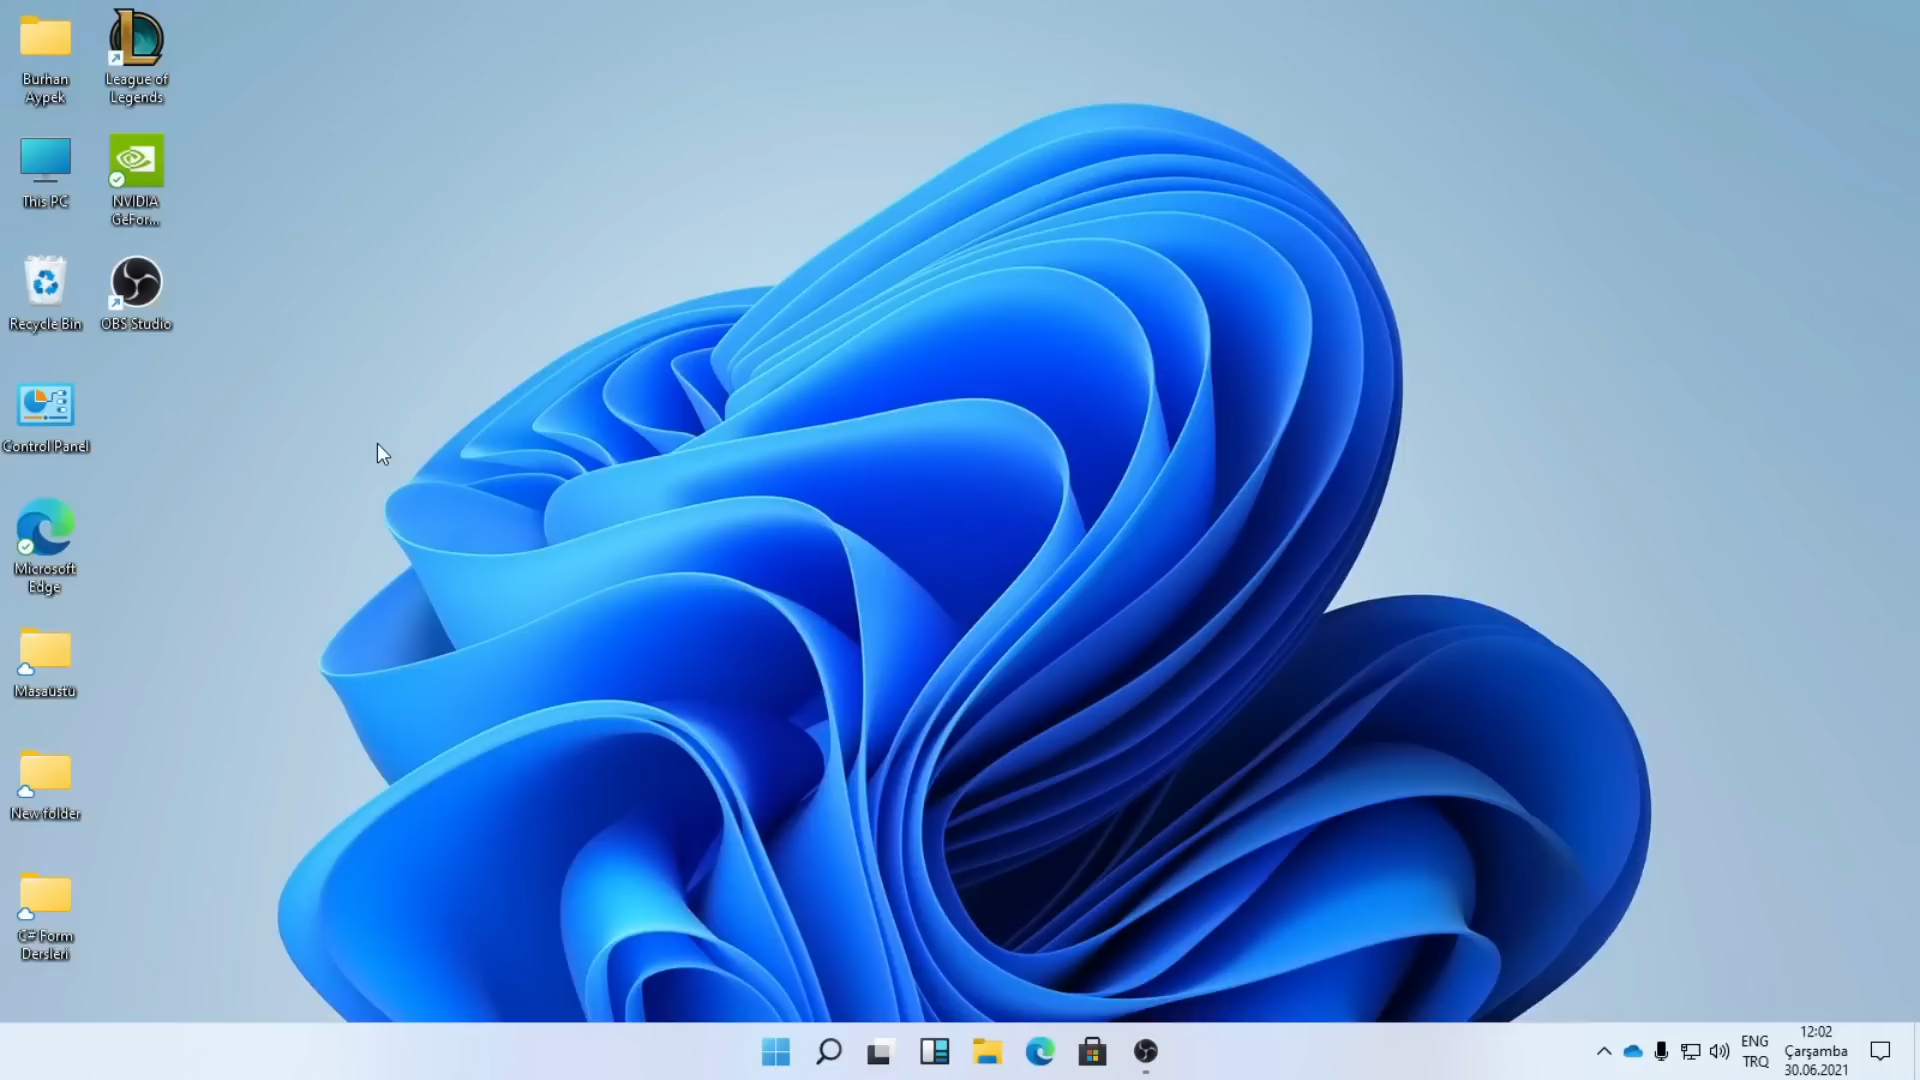 Burhan
Aypek
League of
Legends
This PC
NVIDIA
GeFor...
Recycle Bin
OBS Studio
Control Panel
Microsoft
Edge
Masaüstü
New folder
C# Form
Dersleri
ENG
TRQ
12:02
Çarşamba
30.06.2021